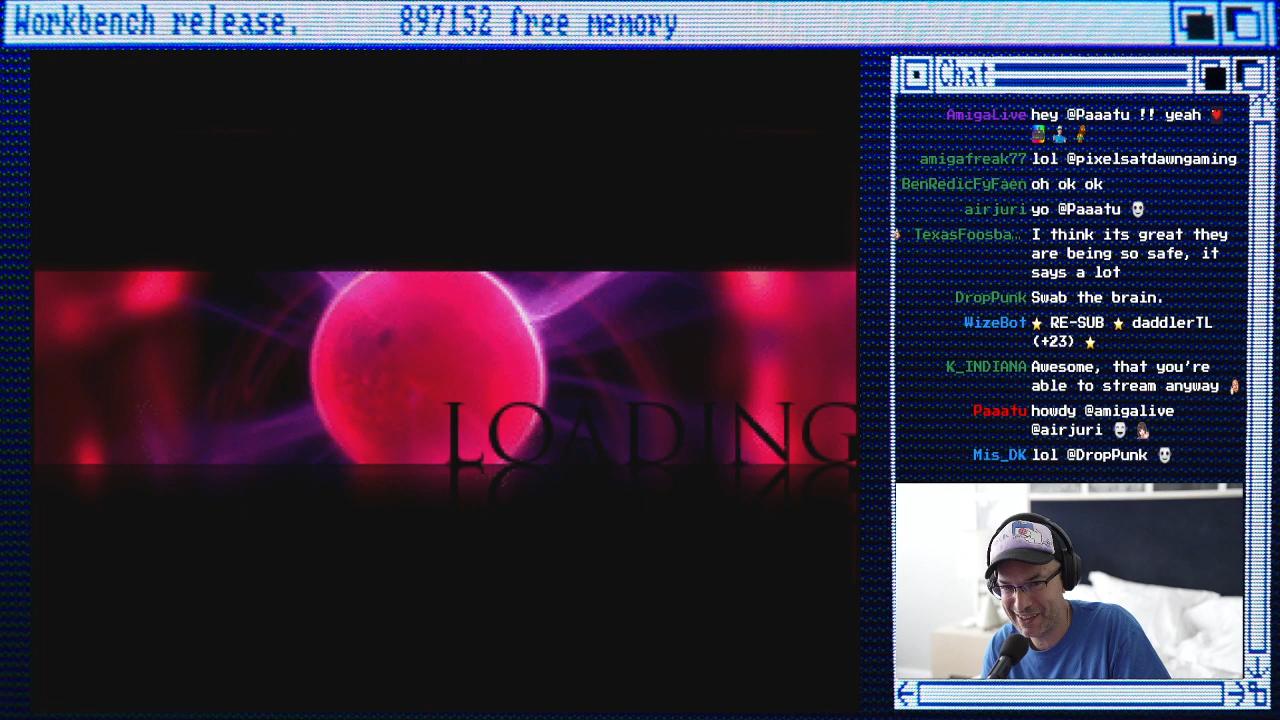 Workbench release. 897152 free memory
Chat
AmigaLive hey @Paaatu !! yeah
amigafreak77 lol @pixelsatdawngaming
BenRedicFyFaen oh ok ok
airjuri yo @Paaatu
TexasFoosba… I think its great they
are being so safe, it
says a lot
DropPunk Swab the brain.
WizeBot RE-SUB daddlerTL
(+23)
K_INDIANA Awesome, that you're
able to stream anyway
Paaatu howdy @amigalive
@airjuri
Mis_DK lol @DropPunk
LOADING